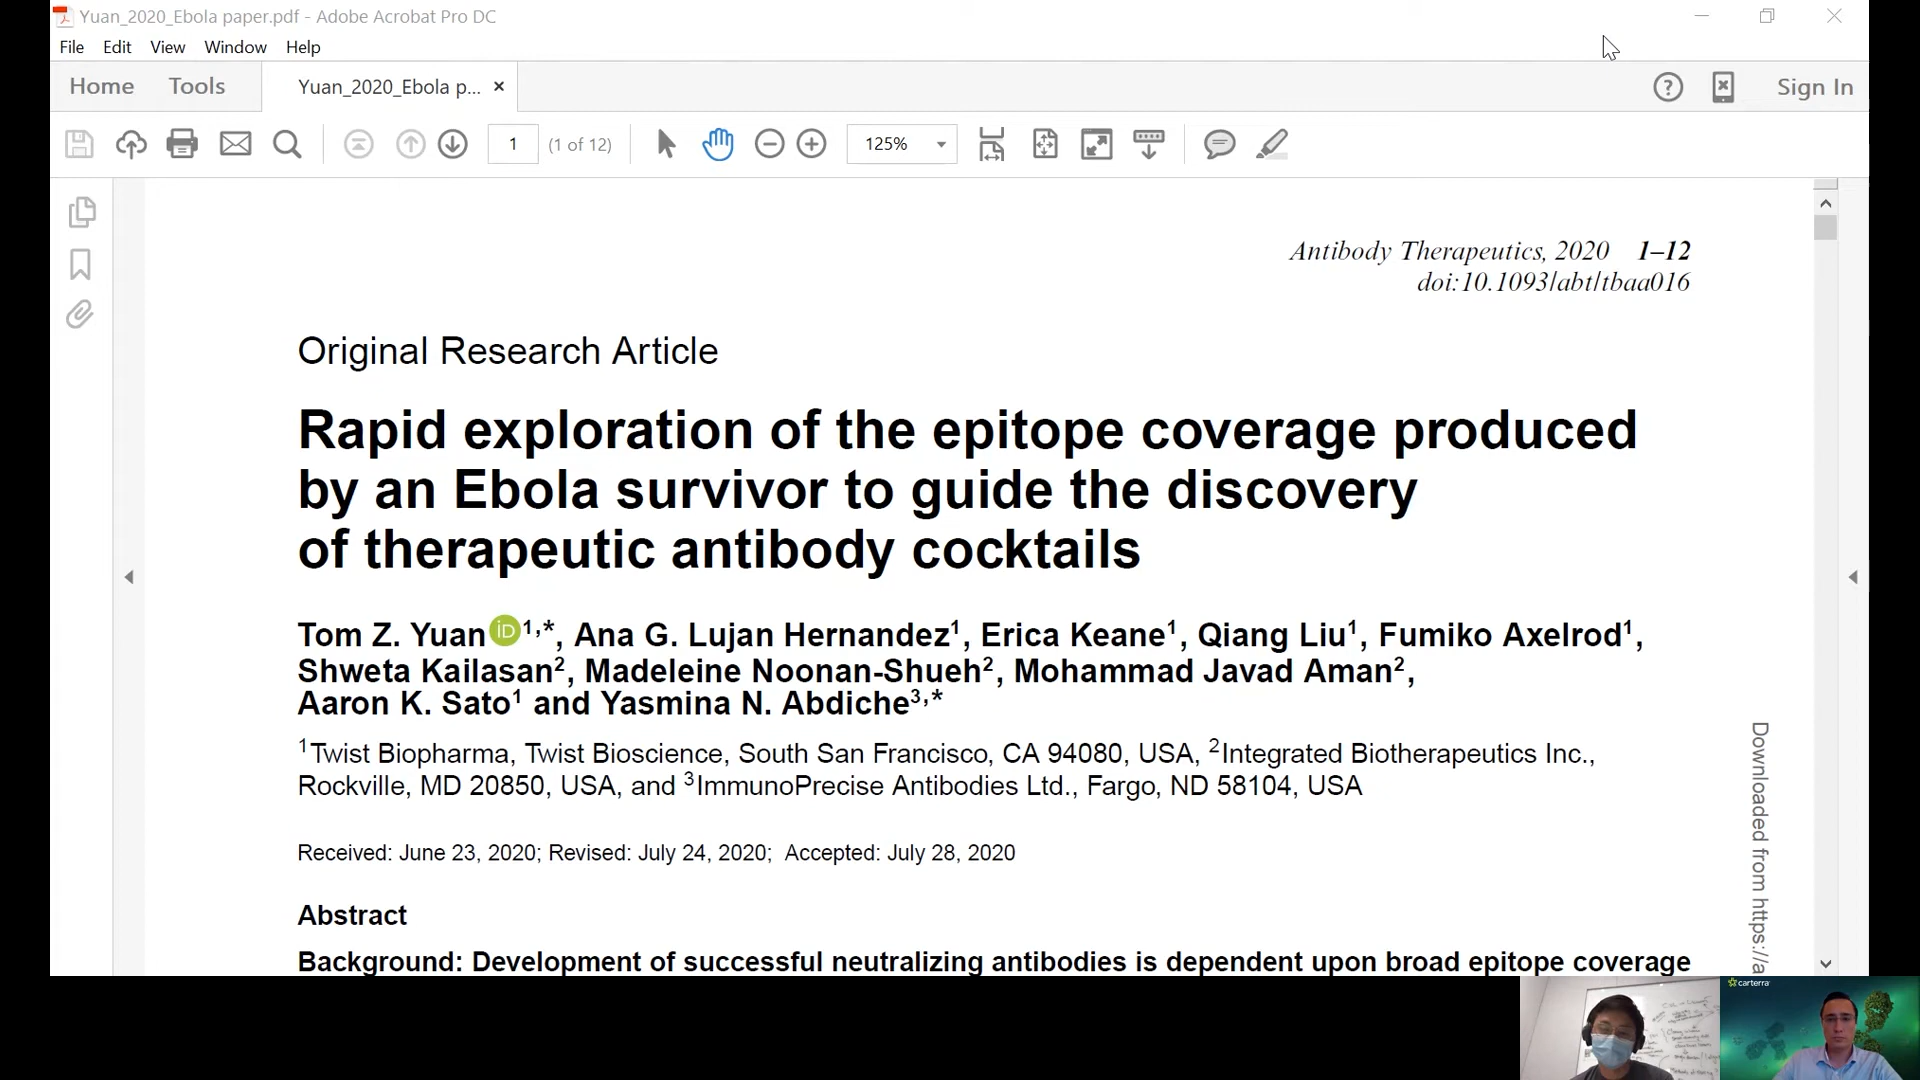 Yuan_2020_Ebola paper.pdf - Adobe Acrobat Pro DC
File Edit View Window Help
Home Tools Yuan_2020_Ebola p... × Sign In
1 (1 of 12) 125%
Antibody Therapeutics, 2020 1–12
doi:10.1093/abt/tbaa016
Original Research Article
Rapid exploration of the epitope coverage produced
by an Ebola survivor to guide the discovery
of therapeutic antibody cocktails
Tom Z. Yuan iD 1,*, Ana G. Lujan Hernandez1, Erica Keane1, Qiang Liu1, Fumiko Axelrod1,
Shweta Kailasan2, Madeleine Noonan-Shueh2, Mohammad Javad Aman2,
Aaron K. Sato1 and Yasmina N. Abdiche3,*
1Twist Biopharma, Twist Bioscience, South San Francisco, CA 94080, USA, 2Integrated Biotherapeutics Inc.,
Rockville, MD 20850, USA, and 3ImmunoPrecise Antibodies Ltd., Fargo, ND 58104, USA
Received: June 23, 2020; Revised: July 24, 2020; Accepted: July 28, 2020
Abstract
Background: Development of successful neutralizing antibodies is dependent upon broad epitope coverage
Downloaded from https://a
carterra